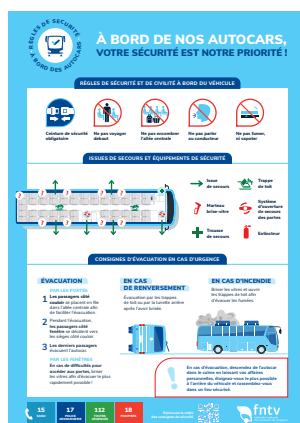 RÈGLES DE SÉCURITÉ
À BORD DES AUTOCARS
À BORD DE NOS AUTOCARS,
VOTRE SÉCURITÉ EST NOTRE PRIORITÉ !
RÈGLES DE SÉCURITÉ ET DE CIVILITÉ À BORD DU VÉHICULE
Ceinture de sécurité
obligatoire
Ne pas voyager
debout
Ne pas encombrer
l'allée centrale
Ne pas parler
au conducteur
Ne pas fumer,
ni vapoter
ISSUES DE SECOURS ET ÉQUIPEMENTS DE SÉCURITÉ
Issue
de secours
Trappe
de toit
Marteau
brise-vitre
Système
d'ouverture
de secours
des portes
Trousse
de secours
Extincteur
CONSIGNES D'ÉVACUATION EN CAS D'URGENCE
ÉVACUATION
PAR LES PORTES
1 Les passagers côté
couloir se placent en file
dans l'allée centrale afin
de faciliter l'évacuation.
2 Pendant l'évacuation,
les passagers côté
fenêtre se décalent vers
les sièges côté couloir.
3 Les derniers passagers
évacuent l'autocar.
PAR LES FENÊTRES
En cas de difficultés pour
accéder aux portes, briser
les vitres afin d'évacuer le plus
rapidement possible !
EN CAS
DE RENVERSEMENT
Évacuation par les trappes
de toit ou par la lunette arrière
après l'avoir brisée.
EN CAS D'INCENDIE
Briser les vitres et ouvrir
les trappes de toit afin
d'évacuer les fumées.
!
En cas d'évacuation, descendez de l'autocar
dans le calme en laissant vos affaires
personnelles, dirigez-vous le plus possible
à l'arrière du véhicule et rassemblez-vous
dans un lieu sécurisé.
15
SAMU
17
112
18
POMPIERS
fntv